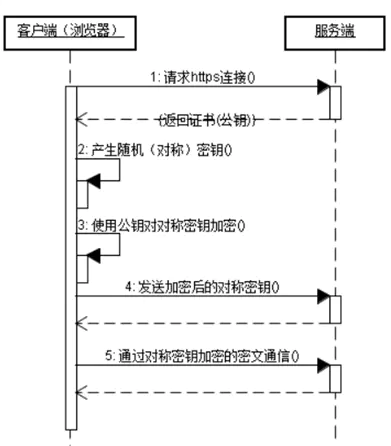 客户端（浏览器） 服务端
1: 请求https连接()
(返回证书(公钥))
2: 产生随机（对称）密钥()
3: 使用公钥对对称密钥加密()
4: 发送加密后的对称密钥()
5: 通过对称密钥加密的密文通信()